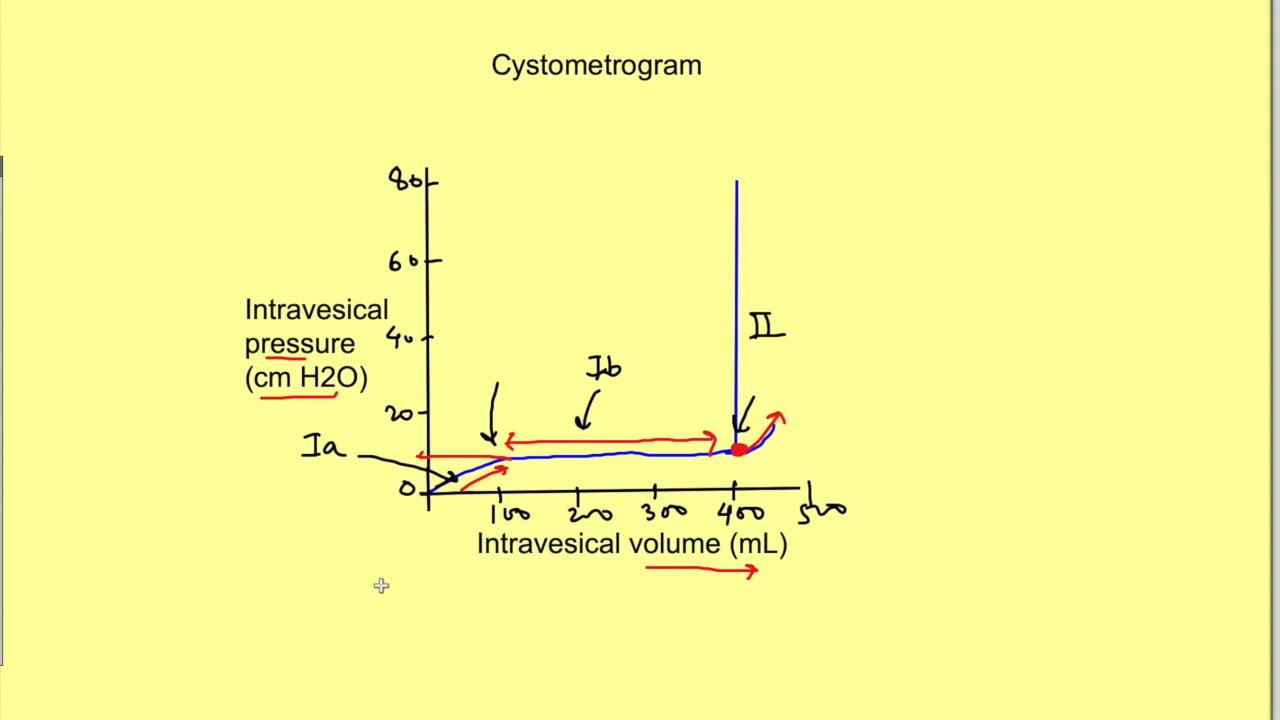 Cystometrogram
80
60
Intravesical
pressure
(cm H2O)
40
20
0
Ia
Ib
II
100 200 300 400 500
Intravesical volume (mL)